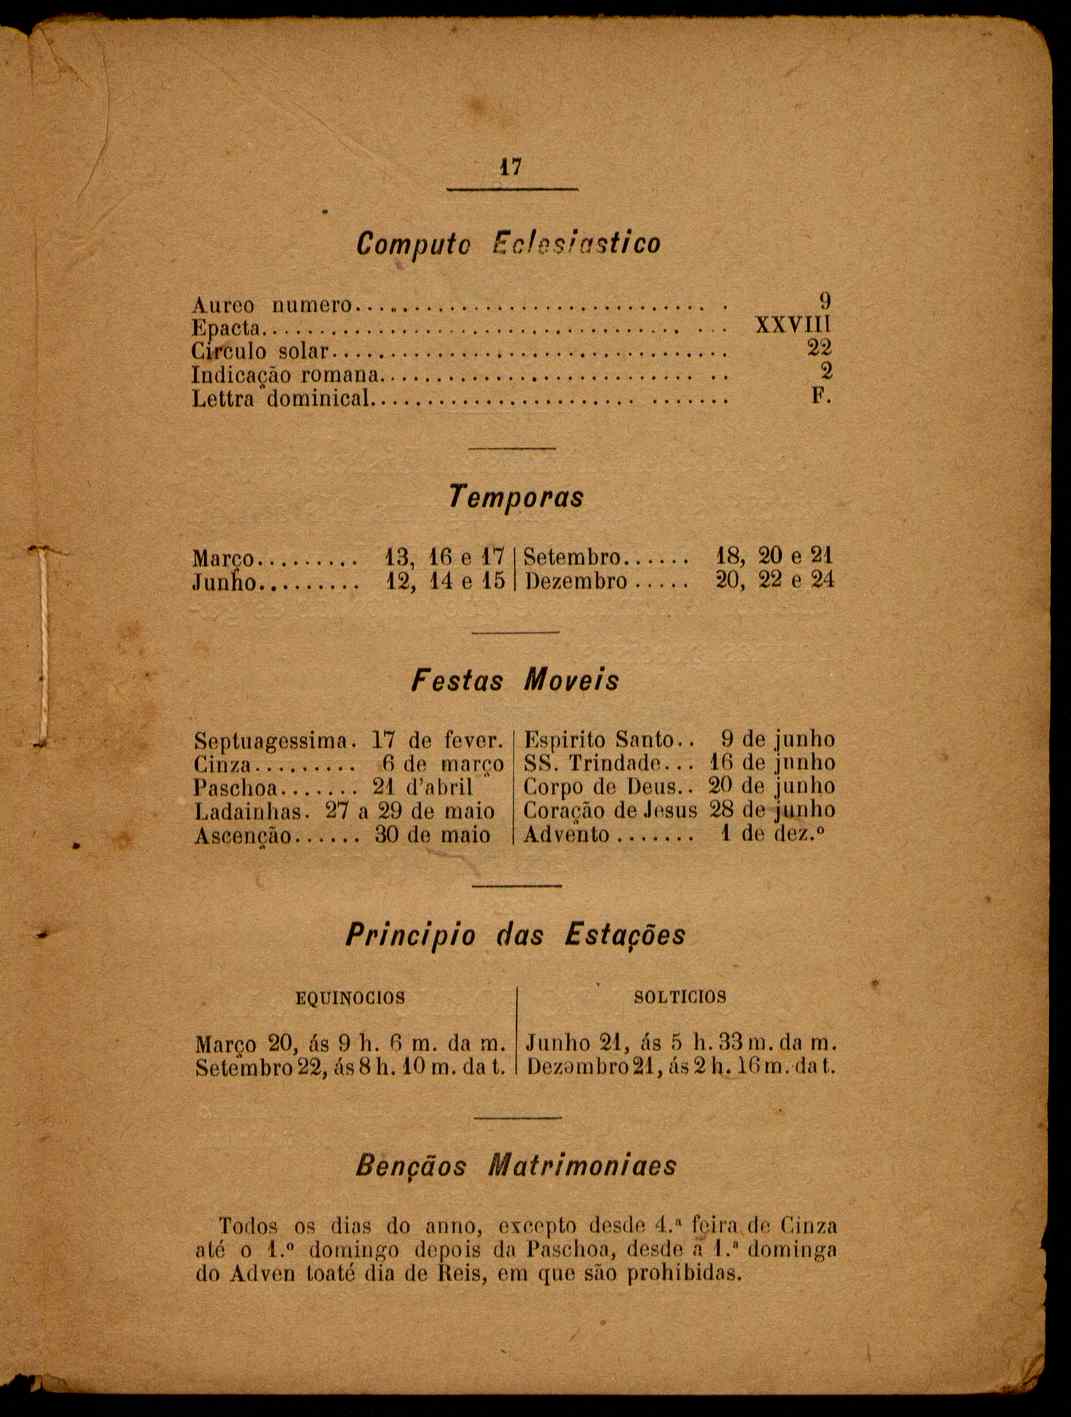 17
Computo Eclesiastico
Aureo numero.................................. 9
Epacta...................................... XXVIII
Circulo solar.................................. 22
Indicação romana.............................. 2
Lettra dominical.............................. F.
Temporas
Março......... 13, 16 e 17 | Setembro...... 18, 20 e 21
Junho......... 12, 14 e 15 | Dezembro ..... 20, 22 e 24
Festas Moveis
Septuagessima. 17 de fever. | Espirito Santo.. 9 de junho
Cinza......... 6 de março | SS. Trindade... 16 de junho
Paschoa....... 21 d'abril | Corpo de Deus.. 20 de junho
Ladainhas. 27 a 29 de maio | Coração de Jesus 28 de junho
Ascenção...... 30 de maio | Advento ....... 1 de dez.º
Principio das Estações
EQUINOCIOS | SOLTICIOS
Março 20, ás 9 h. 6 m. da m. | Junho 21, ás 5 h. 33 m. da m.
Setembro 22, ás 8 h. 10 m. da t. | Dezembro 21, ás 2 h. 16 m. da t.
Bençãos Matrimoniaes
Todos os dias do anno, excepto desde 4.ª feira de Cinza
até o 1.º domingo depois da Paschoa, desde a 1.ª dominga
do Adven toaté dia de Reis, em que são prohibidas.